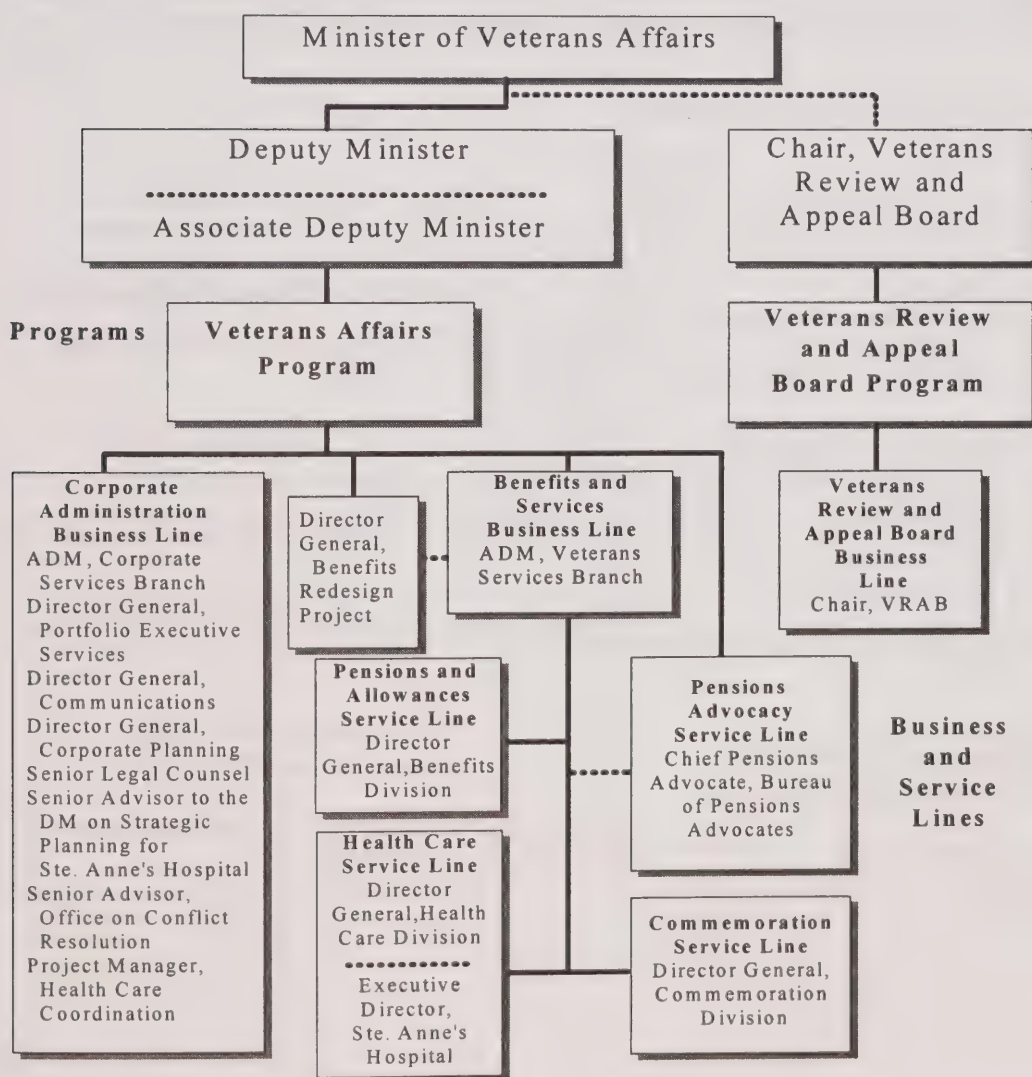 Minister of Veterans Affairs
Deputy Minister
Associate Deputy Minister
Chair, Veterans
Review and
Appeal Board
Programs
Veterans Affairs
Program
Veterans Review
and Appeal
Board Program
Corporate
Administration
Business Line
ADM, Corporate
Services Branch
Director General,
Portfolio Executive
Services
Director General,
Communications
Director General,
Corporate Planning
Senior Legal Counsel
Senior Advisor to the
DM on Strategic
Planning for
Ste. Anne's Hospital
Senior Advisor,
Office on Conflict
Resolution
Project Manager,
Health Care
Coordination
Director
General,
Benefits
Redesign
Project
Benefits and
Services
Business Line
ADM, Veterans
Services Branch
Veterans
Review and
Appeal Board
Business
Line
Chair, VRAB
Pensions and
Allowances
Service Line
Director
General,Benefits
Division
Pensions
Advocacy
Service Line
Chief Pensions
Advocate, Bureau
of Pensions
Advocates
Business
and
Service
Lines
Health Care
Service Line
Director
General,Health
Care Division
Executive
Director,
Ste. Anne's
Hospital
Commemoration
Service Line
Director General,
Commemoration
Division